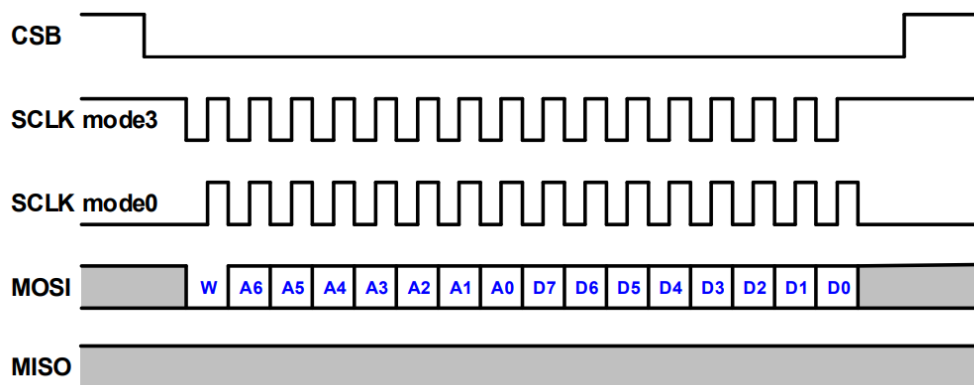 CSB
SCLK mode3
SCLK mode0
MOSI W A6 A5 A4 A3 A2 A1 A0 D7 D6 D5 D4 D3 D2 D1 D0
MISO